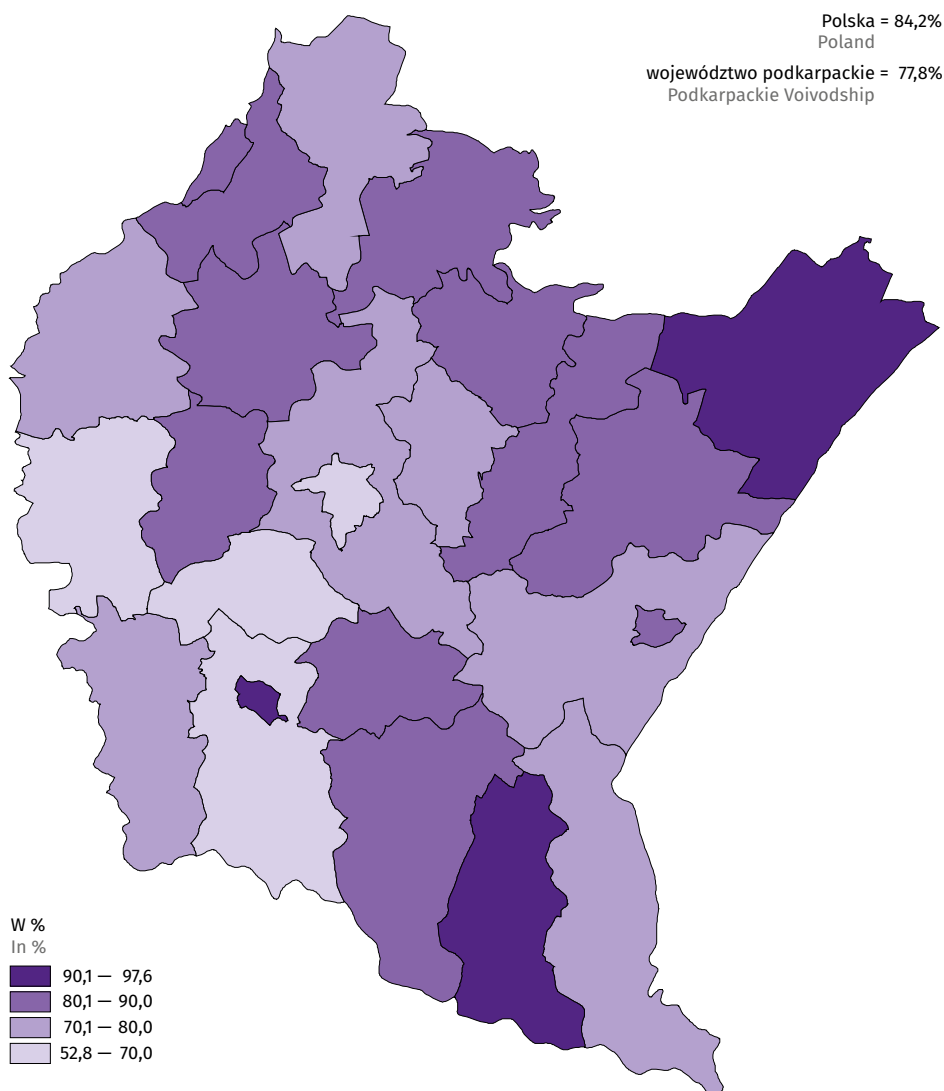 Polska = 84,2%
Poland
województwo podkarpackie = 77,8%
Podkarpackie Voivodship
W %
In %
90,1 — 97,6
80,1 — 90,0
70,1 — 80,0
52,8 — 70,0